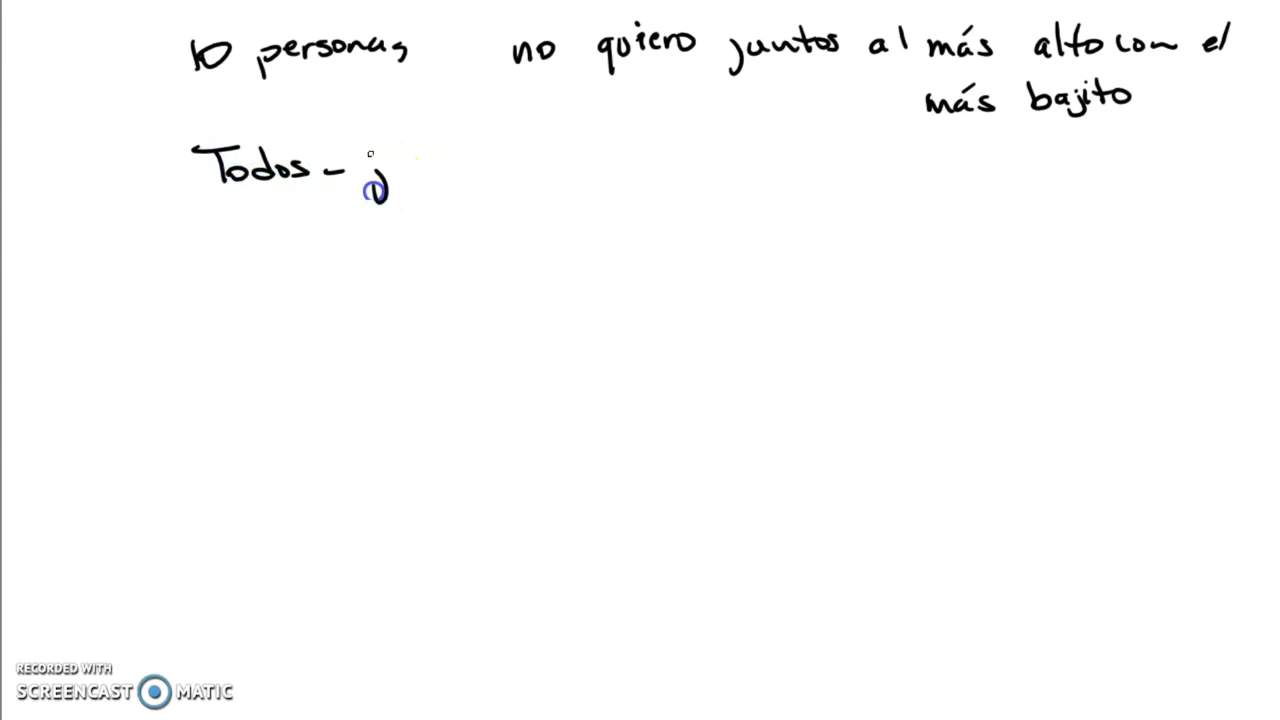 10 personas no quiero juntos al más alto con el
más bajito
Todos - j
RECORDED WITH
SCREENCAST MATIC